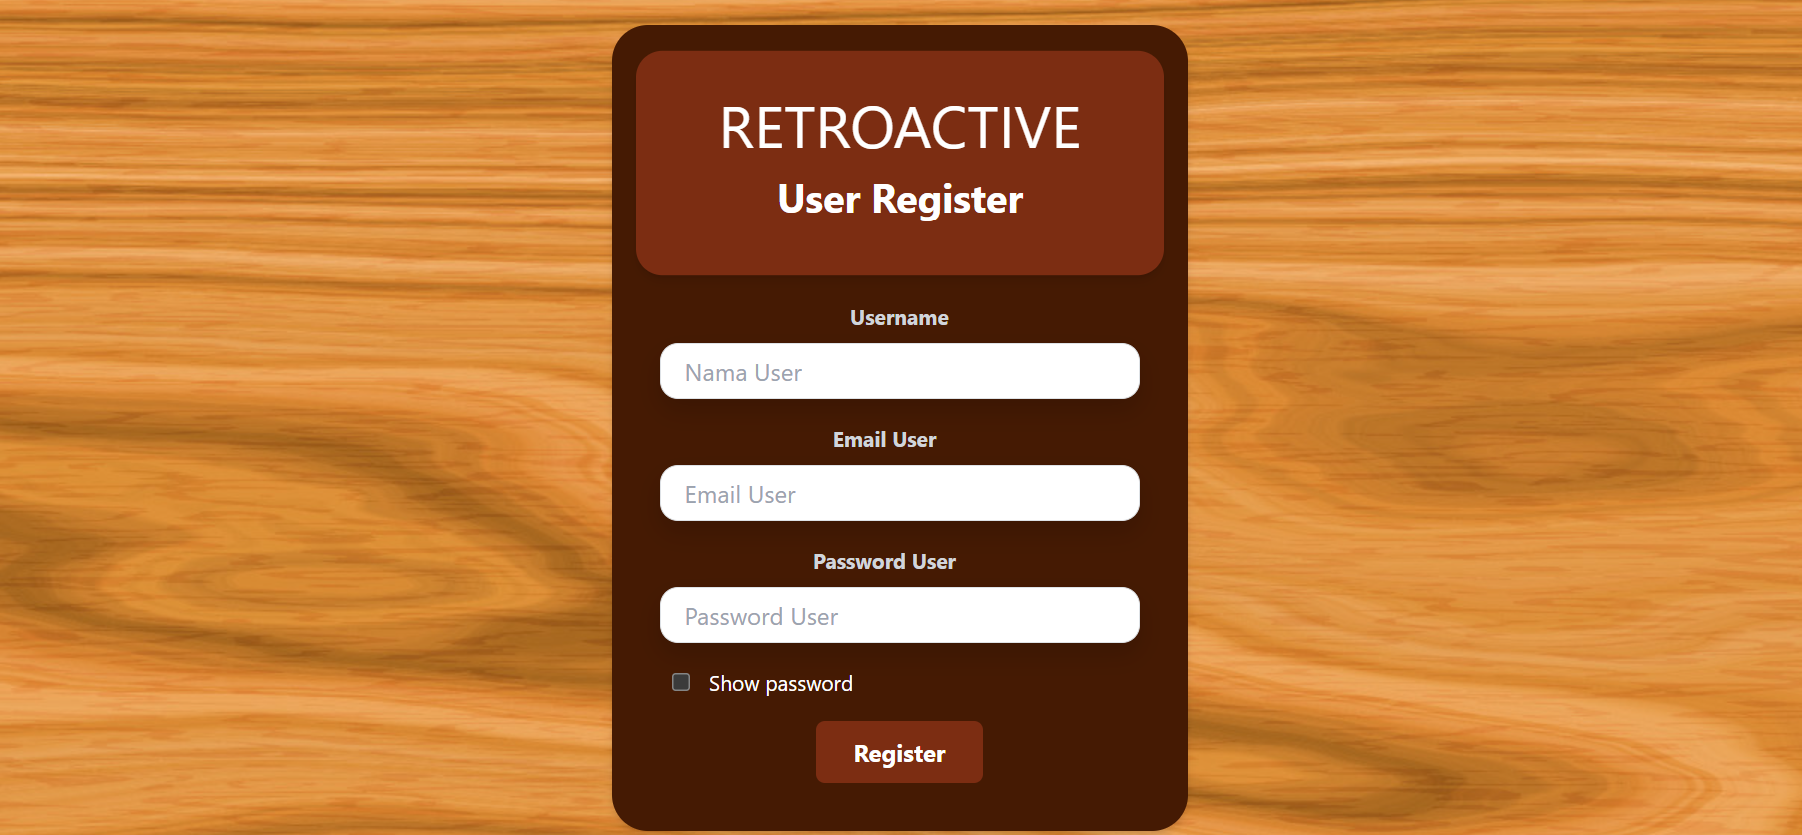 RETROACTIVE
User Register
Username
Nama User
Email User
Email User
Password User
Password User
Show password
Register